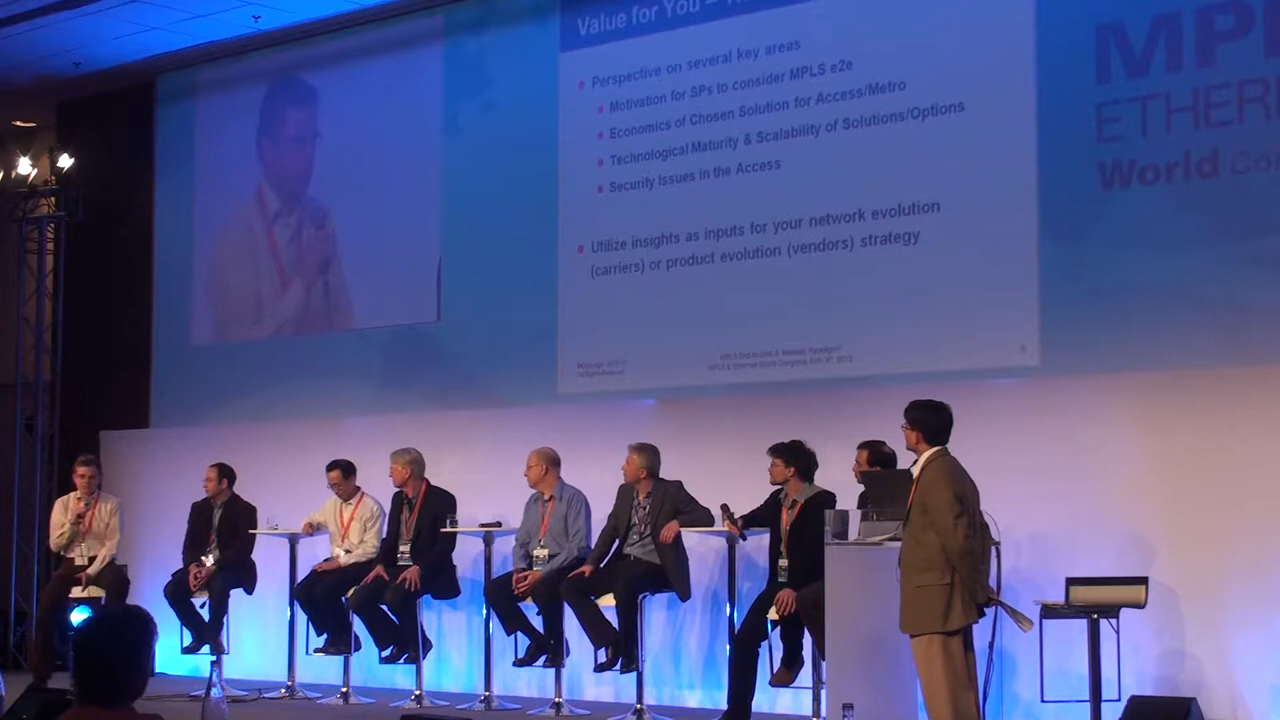 Value for You –
Perspective on several key areas
Motivation for SPs to consider MPLS e2e
Economics of Chosen Solution for Access/Metro
Technological Maturity & Scalability of Solutions/Options
Security Issues in the Access
Utilize insights as inputs for your network evolution
(carriers) or product evolution (vendors) strategy
MPL
ETHER
World Co